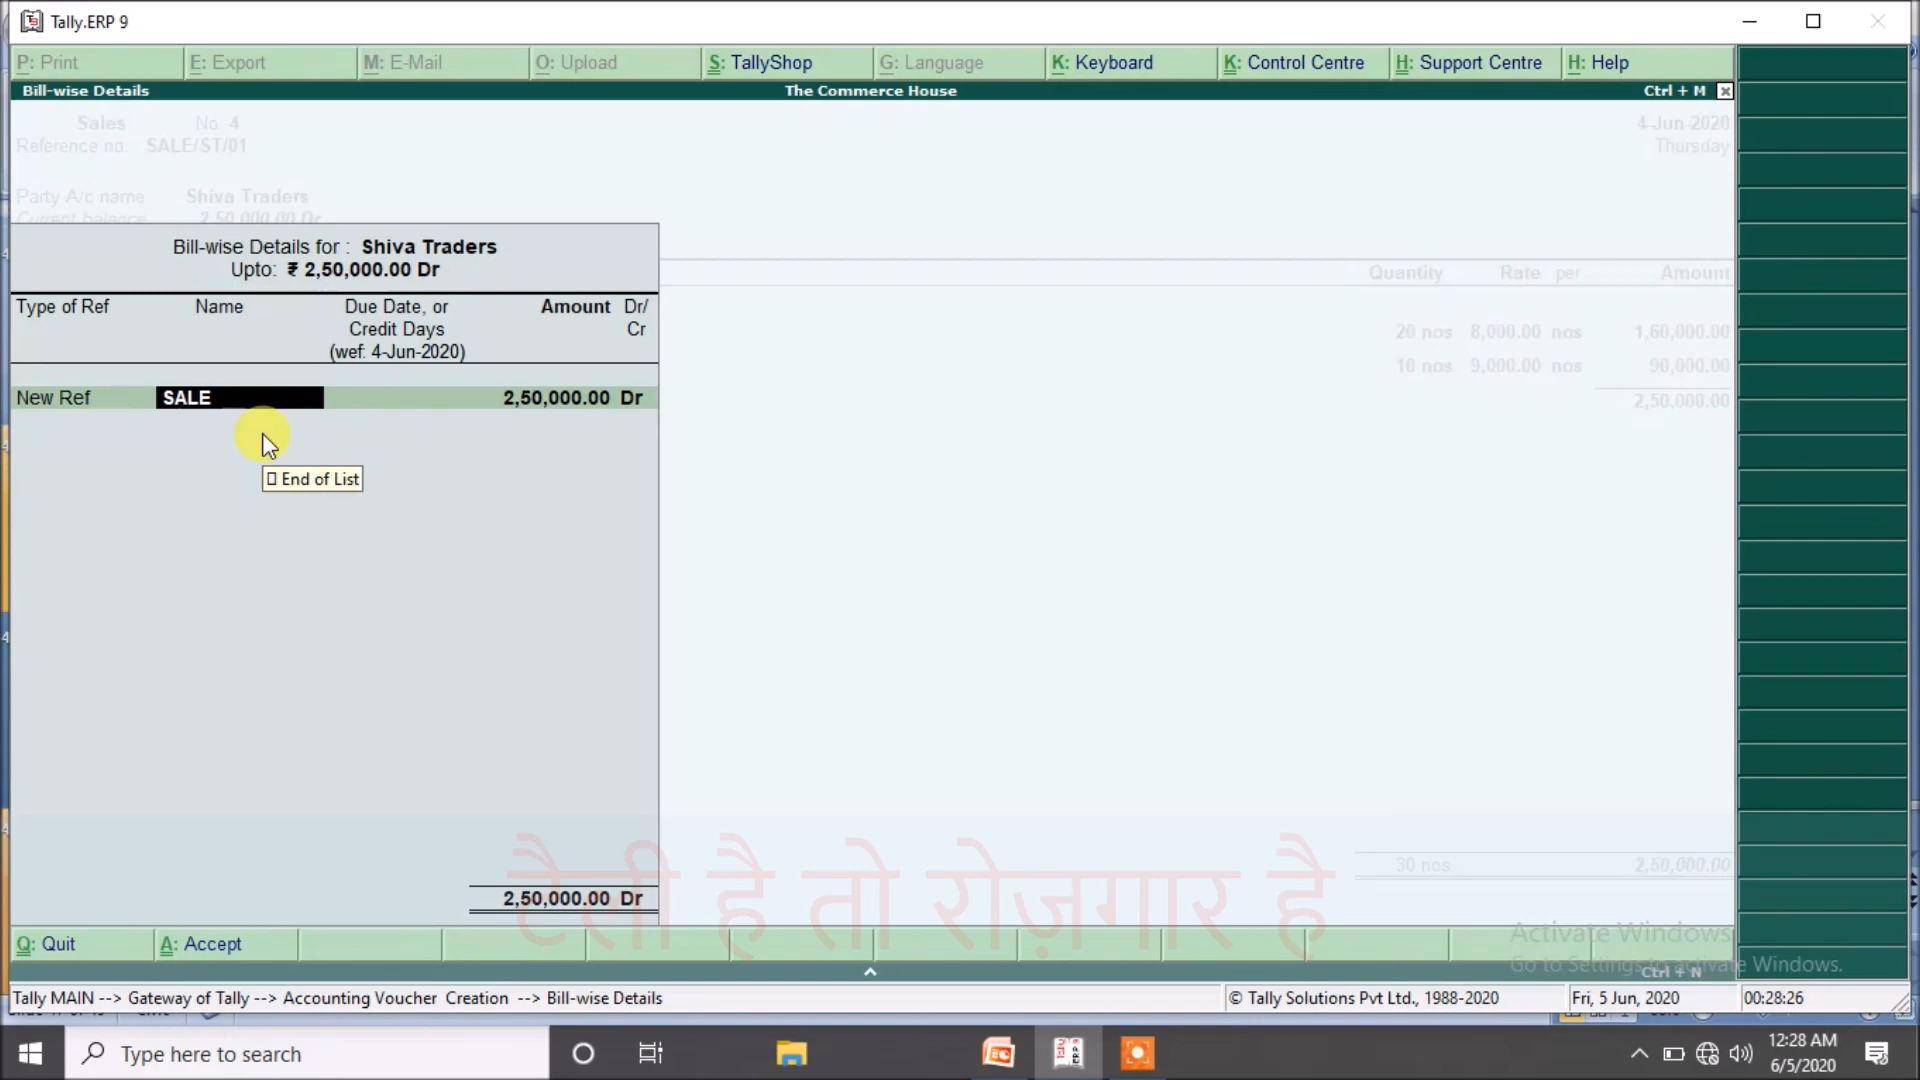 Tally.ERP 9
P: Print E: Export M: E-Mail O: Upload S: TallyShop G: Language K: Keyboard K: Control Centre H: Support Centre H: Help
Bill-wise Details The Commerce House Ctrl + M
Sales No. 4 4-Jun-2020
Reference no. SALE/ST/01 Thursday
Party A/c name Shiva Traders
Current balance 2,50,000.00 Dr
Bill-wise Details for : Shiva Traders
Upto: ₹ 2,50,000.00 Dr
Quantity Rate per Amount
Type of Ref Name Due Date, or Amount Dr/
Credit Days Cr
(wef: 4-Jun-2020)
20 nos 8,000.00 nos 1,60,000.00
10 nos 9,000.00 nos 90,000.00
2,50,000.00
New Ref SALE 2,50,000.00 Dr
End of List
30 nos 2,50,000.00
2,50,000.00 Dr
टैली है तो रोज़गार है
Activate Windows
Go to Settings to activate Windows.
Q: Quit A: Accept
Ctrl + N
Tally MAIN --> Gateway of Tally --> Accounting Voucher Creation --> Bill-wise Details © Tally Solutions Pvt Ltd., 1988-2020 Fri, 5 Jun, 2020 00:28:26
Type here to search
12:28 AM
6/5/2020